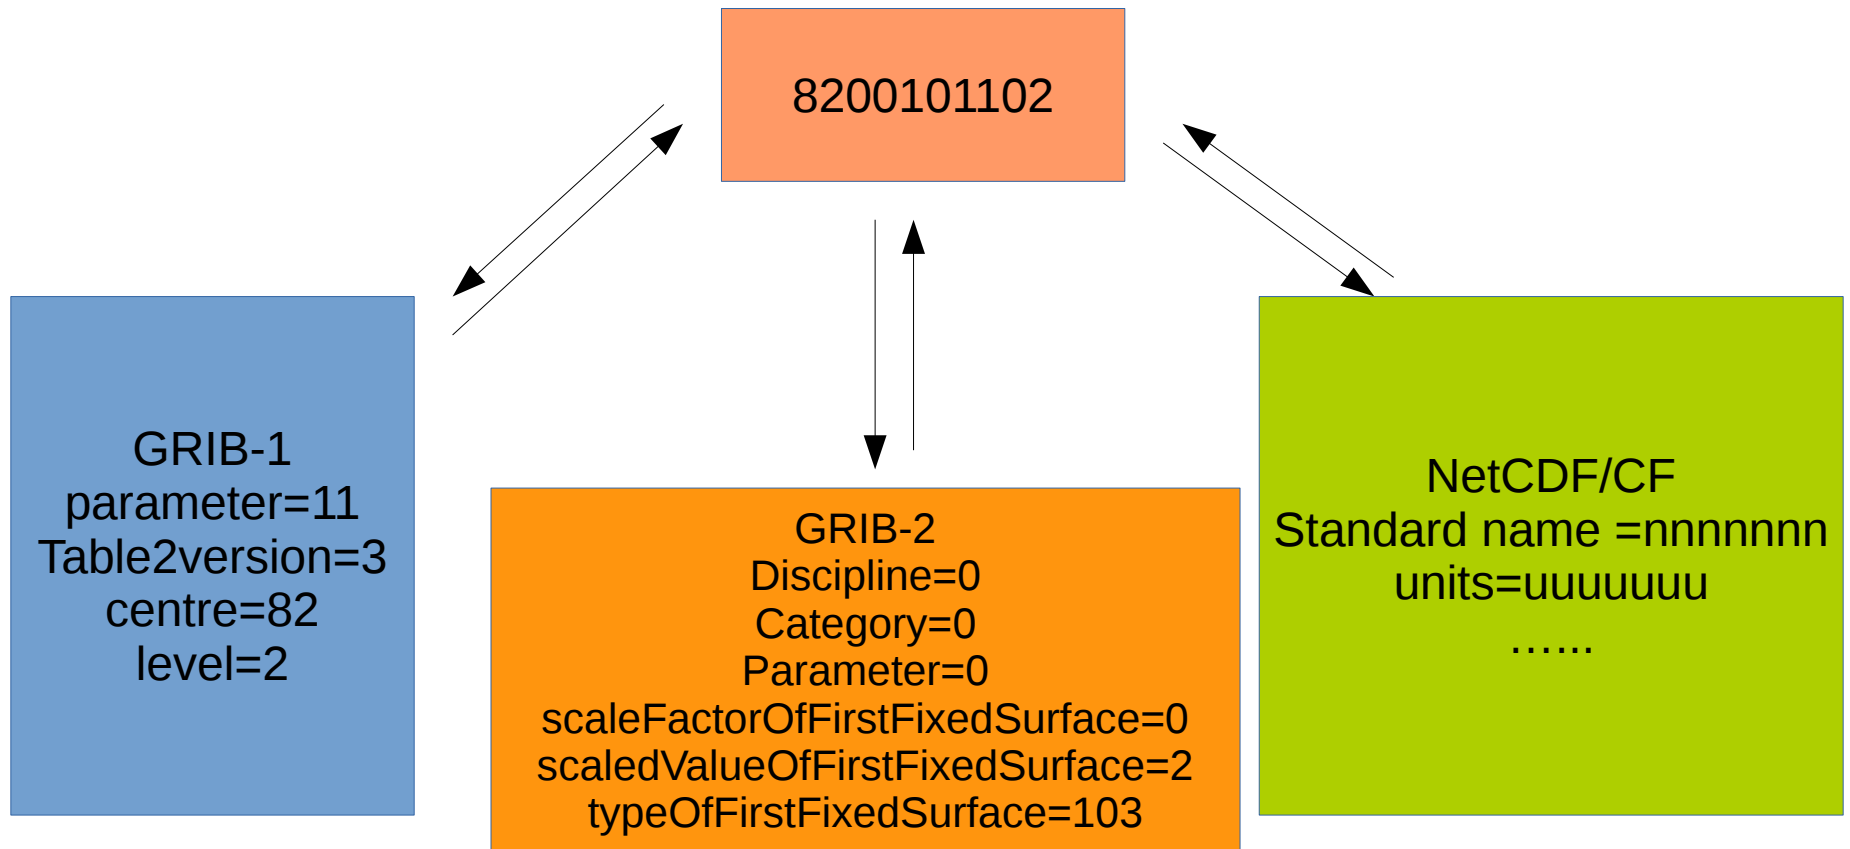 8200101102
GRIB-1
parameter=11
Table2version=3
centre=82
level=2
GRIB-2
Discipline=0
Category=0
Parameter=0
scaleFactorOfFirstFixedSurface=0
scaledValueOfFirstFixedSurface=2
typeOfFirstFixedSurface=103
NetCDF/CF
Standard name =nnnnnnn
units=uuuuuuu
…...